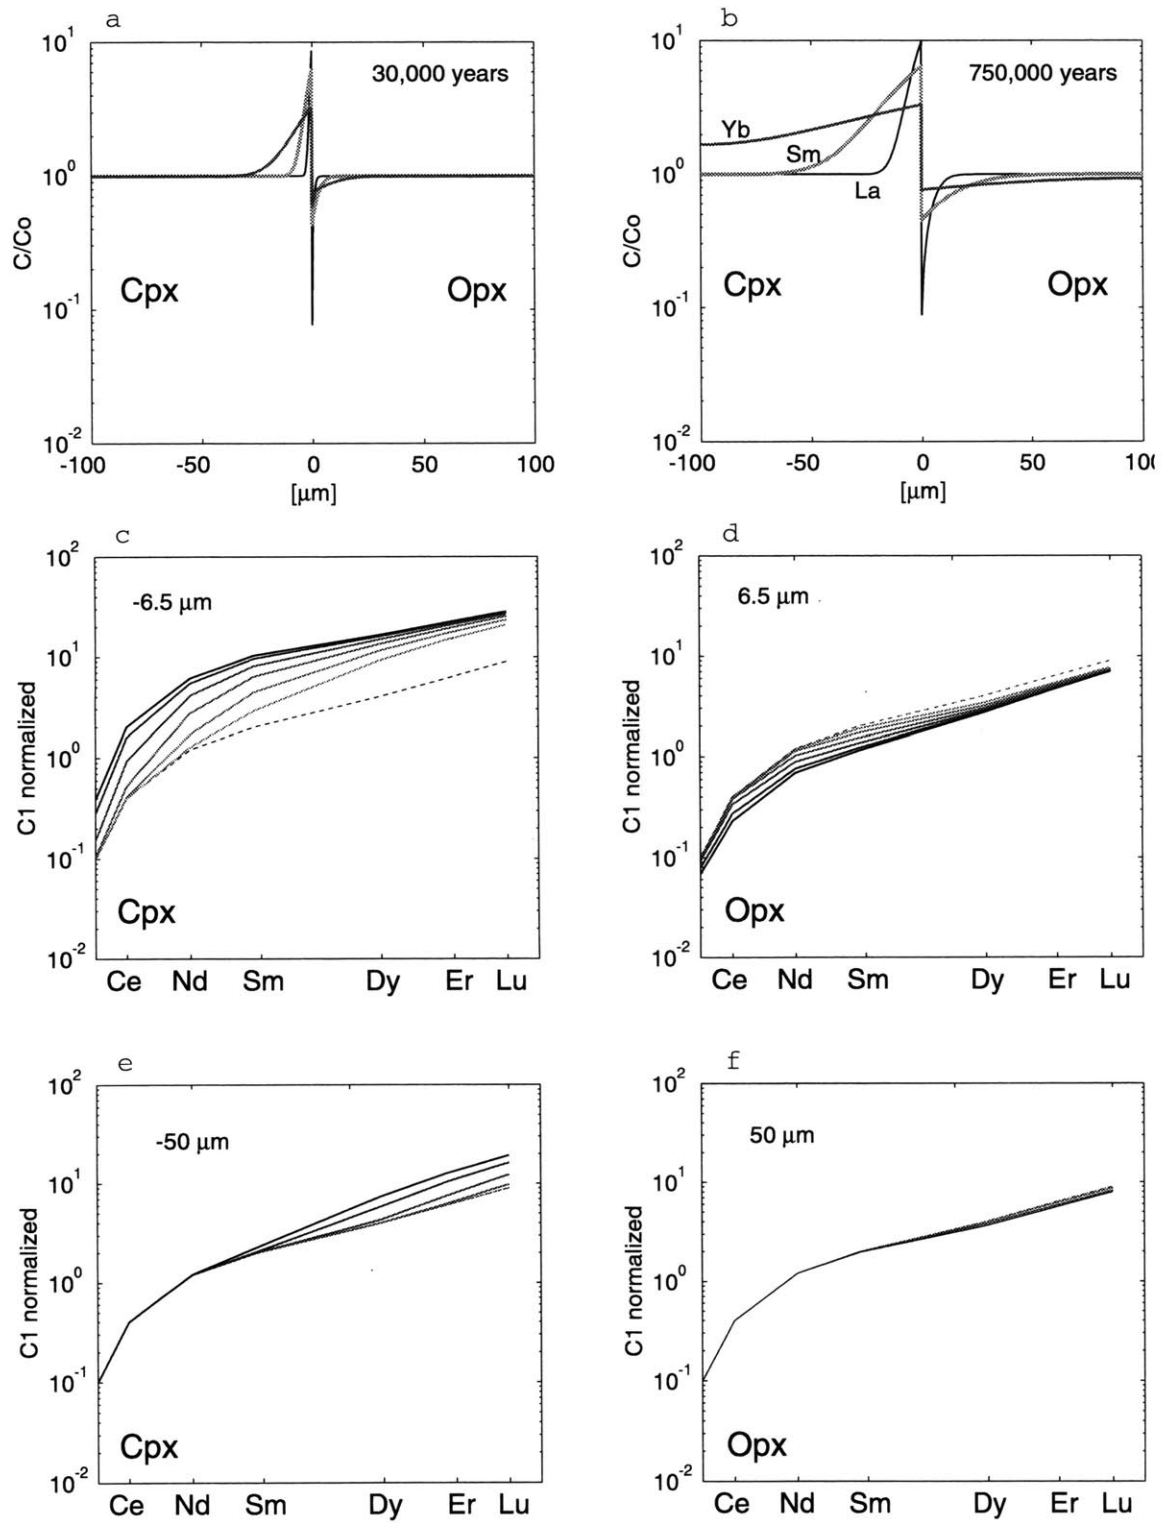 a
b
10^1
10^0
10^-1
10^-2
C/Co
30,000 years
Cpx
Opx
-100
-50
0
50
100
[μm]
10^1
10^0
10^-1
10^-2
C/Co
750,000 years
Yb
Sm
La
Cpx
Opx
-100
-50
0
50
10(
[μm]
c
d
10^2
10^1
10^0
10^-1
10^-2
C1 normalized
-6.5 μm
Cpx
Ce Nd Sm Dy Er Lu
10^2
10^1
10^0
10^-1
10^-2
C1 normalized
6.5 μm
Opx
Ce Nd Sm Dy Er Lu
e
f
10^2
10^1
10^0
10^-1
10^-2
C1 normalized
-50 μm
Cpx
Ce Nd Sm Dy Er Lu
10^2
10^1
10^0
10^-1
10^-2
C1 normalized
50 μm
Opx
Ce Nd Sm Dy Er Lu